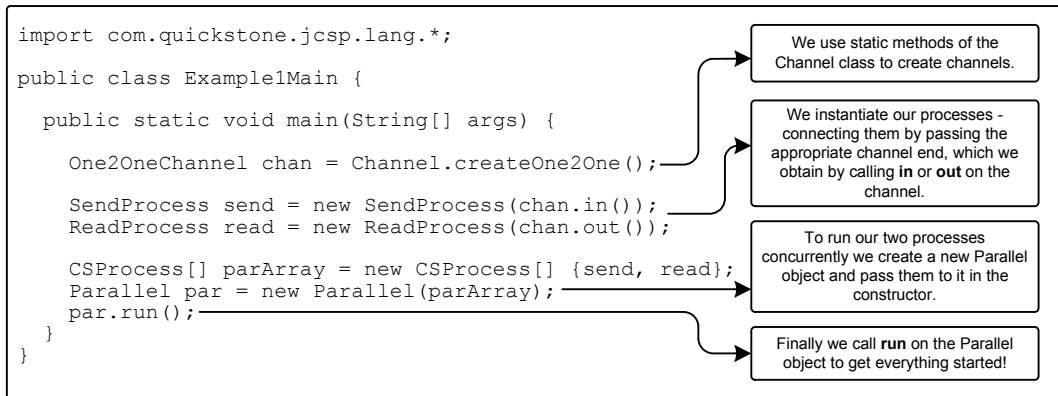 import com.quickstone.jcsp.lang.*;
public class Example1Main {
public static void main(String[] args) {
One2OneChannel chan = Channel.createOne2One();
SendProcess send = new SendProcess(chan.in());
ReadProcess read = new ReadProcess(chan.out());
CSProcess[] parArray = new CSProcess[] {send, read};
Parallel par = new Parallel(parArray);
par.run();
}
}
We use static methods of the
Channel class to create channels.
We instantiate our processes -
connecting them by passing the
appropriate channel end, which we
obtain by calling in or out on the
channel.
To run our two processes
concurrently we create a new Parallel
object and pass them to it in the
constructor.
Finally we call run on the Parallel
object to get everything started!